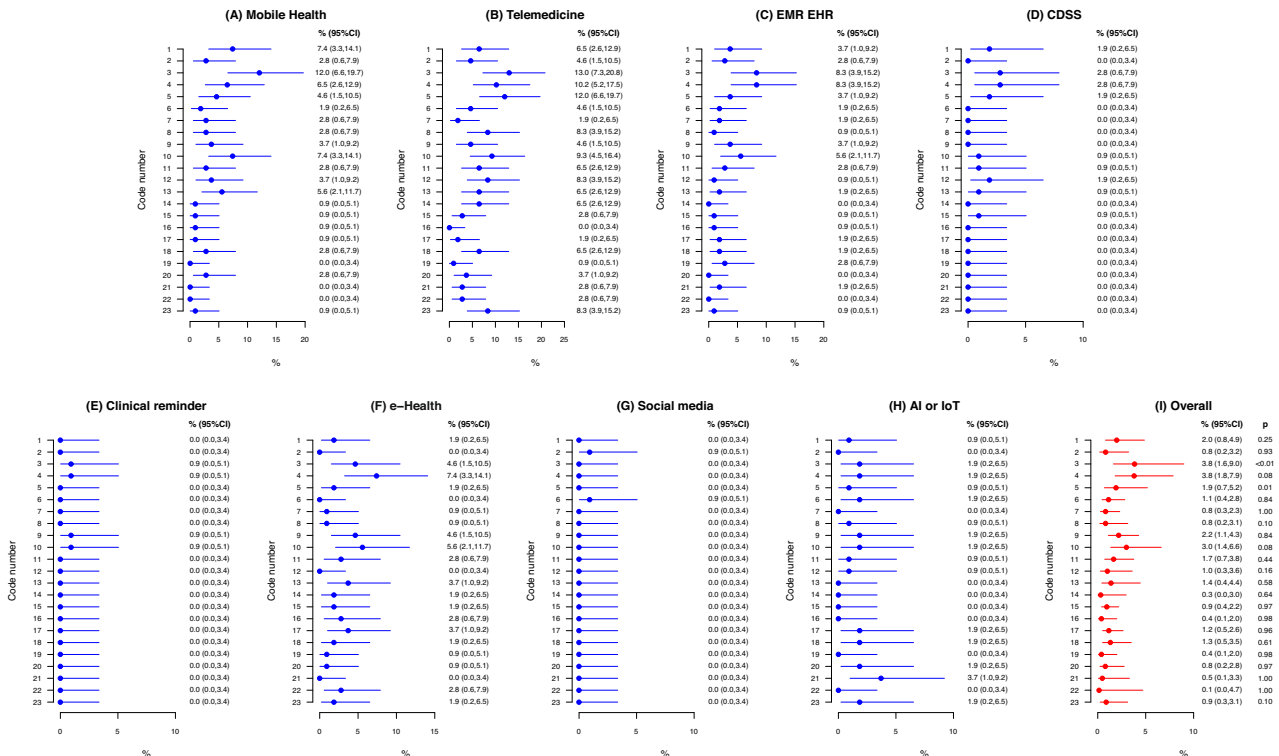 (A) Mobile Health
% (95%CI)
1 7.4 (3.3,14.1)
2 2.8 (0.6,7.9)
3 12.0 (6.6,19.7)
4 6.5 (2.6,12.9)
5 4.6 (1.5,10.5)
6 1.9 (0.2,6.5)
7 2.8 (0.6,7.9)
8 2.8 (0.6,7.9)
9 3.7 (1.0,9.2)
10 7.4 (3.3,14.1)
11 2.8 (0.6,7.9)
12 3.7 (1.0,9.2)
13 5.6 (2.1,11.7)
14 0.9 (0.0,5.1)
15 0.9 (0.0,5.1)
16 0.9 (0.0,5.1)
17 0.9 (0.0,5.1)
18 2.8 (0.6,7.9)
19 0.0 (0.0,3.4)
20 2.8 (0.6,7.9)
21 0.0 (0.0,3.4)
22 0.0 (0.0,3.4)
23 0.9 (0.0,5.1)
Code number
0 5 10 15 20
%
(B) Telemedicine
% (95%CI)
1 6.5 (2.6,12.9)
2 4.6 (1.5,10.5)
3 13.0 (7.3,20.8)
4 10.2 (5.2,17.5)
5 12.0 (6.6,19.7)
6 4.6 (1.5,10.5)
7 1.9 (0.2,6.5)
8 8.3 (3.9,15.2)
9 4.6 (1.5,10.5)
10 9.3 (4.5,16.4)
11 6.5 (2.6,12.9)
12 8.3 (3.9,15.2)
13 6.5 (2.6,12.9)
14 6.5 (2.6,12.9)
15 2.8 (0.6,7.9)
16 0.0 (0.0,3.4)
17 1.9 (0.2,6.5)
18 6.5 (2.6,12.9)
19 0.9 (0.0,5.1)
20 3.7 (1.0,9.2)
21 2.8 (0.6,7.9)
22 2.8 (0.6,7.9)
23 8.3 (3.9,15.2)
Code number
0 5 10 15 20 25
%
(C) EMR EHR
% (95%CI)
1 3.7 (1.0,9.2)
2 2.8 (0.6,7.9)
3 8.3 (3.9,15.2)
4 8.3 (3.9,15.2)
5 3.7 (1.0,9.2)
6 1.9 (0.2,6.5)
7 1.9 (0.2,6.5)
8 0.9 (0.0,5.1)
9 3.7 (1.0,9.2)
10 5.6 (2.1,11.7)
11 2.8 (0.6,7.9)
12 0.9 (0.0,5.1)
13 1.9 (0.2,6.5)
14 0.0 (0.0,3.4)
15 0.9 (0.0,5.1)
16 0.9 (0.0,5.1)
17 1.9 (0.2,6.5)
18 1.9 (0.2,6.5)
19 2.8 (0.6,7.9)
20 0.0 (0.0,3.4)
21 1.9 (0.2,6.5)
22 0.0 (0.0,3.4)
23 0.9 (0.0,5.1)
Code number
0 5 10 15 20
%
(D) CDSS
% (95%CI)
1 1.9 (0.2,6.5)
2 0.0 (0.0,3.4)
3 2.8 (0.6,7.9)
4 2.8 (0.6,7.9)
5 1.9 (0.2,6.5)
6 0.0 (0.0,3.4)
7 0.0 (0.0,3.4)
8 0.0 (0.0,3.4)
9 0.0 (0.0,3.4)
10 0.9 (0.0,5.1)
11 0.9 (0.0,5.1)
12 1.9 (0.2,6.5)
13 0.9 (0.0,5.1)
14 0.0 (0.0,3.4)
15 0.9 (0.0,5.1)
16 0.0 (0.0,3.4)
17 0.0 (0.0,3.4)
18 0.0 (0.0,3.4)
19 0.0 (0.0,3.4)
20 0.0 (0.0,3.4)
21 0.0 (0.0,3.4)
22 0.0 (0.0,3.4)
23 0.0 (0.0,3.4)
Code number
0 5 10
%
(E) Clinical reminder
% (95%CI)
1 0.0 (0.0,3.4)
2 0.0 (0.0,3.4)
3 0.9 (0.0,5.1)
4 0.9 (0.0,5.1)
5 0.0 (0.0,3.4)
6 0.0 (0.0,3.4)
7 0.0 (0.0,3.4)
8 0.0 (0.0,3.4)
9 0.9 (0.0,5.1)
10 0.9 (0.0,5.1)
11 0.0 (0.0,3.4)
12 0.0 (0.0,3.4)
13 0.0 (0.0,3.4)
14 0.0 (0.0,3.4)
15 0.0 (0.0,3.4)
16 0.0 (0.0,3.4)
17 0.0 (0.0,3.4)
18 0.0 (0.0,3.4)
19 0.0 (0.0,3.4)
20 0.0 (0.0,3.4)
21 0.0 (0.0,3.4)
22 0.0 (0.0,3.4)
23 0.0 (0.0,3.4)
Code number
0 5 10
%
(F) e−Health
% (95%CI)
1 1.9 (0.2,6.5)
2 0.0 (0.0,3.4)
3 4.6 (1.5,10.5)
4 7.4 (3.3,14.1)
5 1.9 (0.2,6.5)
6 0.0 (0.0,3.4)
7 0.9 (0.0,5.1)
8 0.9 (0.0,5.1)
9 4.6 (1.5,10.5)
10 5.6 (2.1,11.7)
11 2.8 (0.6,7.9)
12 0.0 (0.0,3.4)
13 3.7 (1.0,9.2)
14 1.9 (0.2,6.5)
15 1.9 (0.2,6.5)
16 2.8 (0.6,7.9)
17 3.7 (1.0,9.2)
18 1.9 (0.2,6.5)
19 0.9 (0.0,5.1)
20 0.9 (0.0,5.1)
21 0.0 (0.0,3.4)
22 2.8 (0.6,7.9)
23 1.9 (0.2,6.5)
Code number
0 5 10 15
%
(G) Social media
% (95%CI)
1 0.0 (0.0,3.4)
2 0.9 (0.0,5.1)
3 0.0 (0.0,3.4)
4 0.0 (0.0,3.4)
5 0.0 (0.0,3.4)
6 0.9 (0.0,5.1)
7 0.0 (0.0,3.4)
8 0.0 (0.0,3.4)
9 0.0 (0.0,3.4)
10 0.0 (0.0,3.4)
11 0.0 (0.0,3.4)
12 0.0 (0.0,3.4)
13 0.0 (0.0,3.4)
14 0.0 (0.0,3.4)
15 0.0 (0.0,3.4)
16 0.0 (0.0,3.4)
17 0.0 (0.0,3.4)
18 0.0 (0.0,3.4)
19 0.0 (0.0,3.4)
20 0.0 (0.0,3.4)
21 0.0 (0.0,3.4)
22 0.0 (0.0,3.4)
23 0.0 (0.0,3.4)
Code number
0 5 10
%
(H) AI or IoT
% (95%CI)
1 0.9 (0.0,5.1)
2 0.0 (0.0,3.4)
3 1.9 (0.2,6.5)
4 1.9 (0.2,6.5)
5 0.9 (0.0,5.1)
6 1.9 (0.2,6.5)
7 0.0 (0.0,3.4)
8 0.9 (0.0,5.1)
9 1.9 (0.2,6.5)
10 1.9 (0.2,6.5)
11 0.9 (0.0,5.1)
12 0.9 (0.0,5.1)
13 0.0 (0.0,3.4)
14 0.0 (0.0,3.4)
15 0.0 (0.0,3.4)
16 0.0 (0.0,3.4)
17 1.9 (0.2,6.5)
18 1.9 (0.2,6.5)
19 0.0 (0.0,3.4)
20 1.9 (0.2,6.5)
21 3.7 (1.0,9.2)
22 0.0 (0.0,3.4)
23 1.9 (0.2,6.5)
Code number
0 5 10
%
(I) Overall
% (95%CI) p
1 2.0 (0.8,4.9) 0.25
2 0.8 (0.2,3.2) 0.93
3 3.8 (1.6,9.0) <0.01
4 3.8 (1.8,7.9) 0.08
5 1.9 (0.7,5.2) 0.01
6 1.1 (0.4,2.8) 0.84
7 0.8 (0.3,2.3) 1.00
8 0.8 (0.2,3.1) 0.10
9 2.2 (1.1,4.3) 0.84
10 3.0 (1.4,6.6) 0.08
11 1.7 (0.7,3.8) 0.44
12 1.0 (0.3,3.6) 0.16
13 1.4 (0.4,4.4) 0.58
14 0.3 (0.0,3.0) 0.64
15 0.9 (0.4,2.2) 0.97
16 0.4 (0.1,2.0) 0.98
17 1.2 (0.5,2.6) 0.96
18 1.3 (0.5,3.5) 0.61
19 0.4 (0.1,2.0) 0.98
20 0.8 (0.2,2.8) 0.97
21 0.5 (0.1,3.3) 1.00
22 0.1 (0.0,4.7) 1.00
23 0.9 (0.3,3.1) 0.10
Code number
0 5 10
%